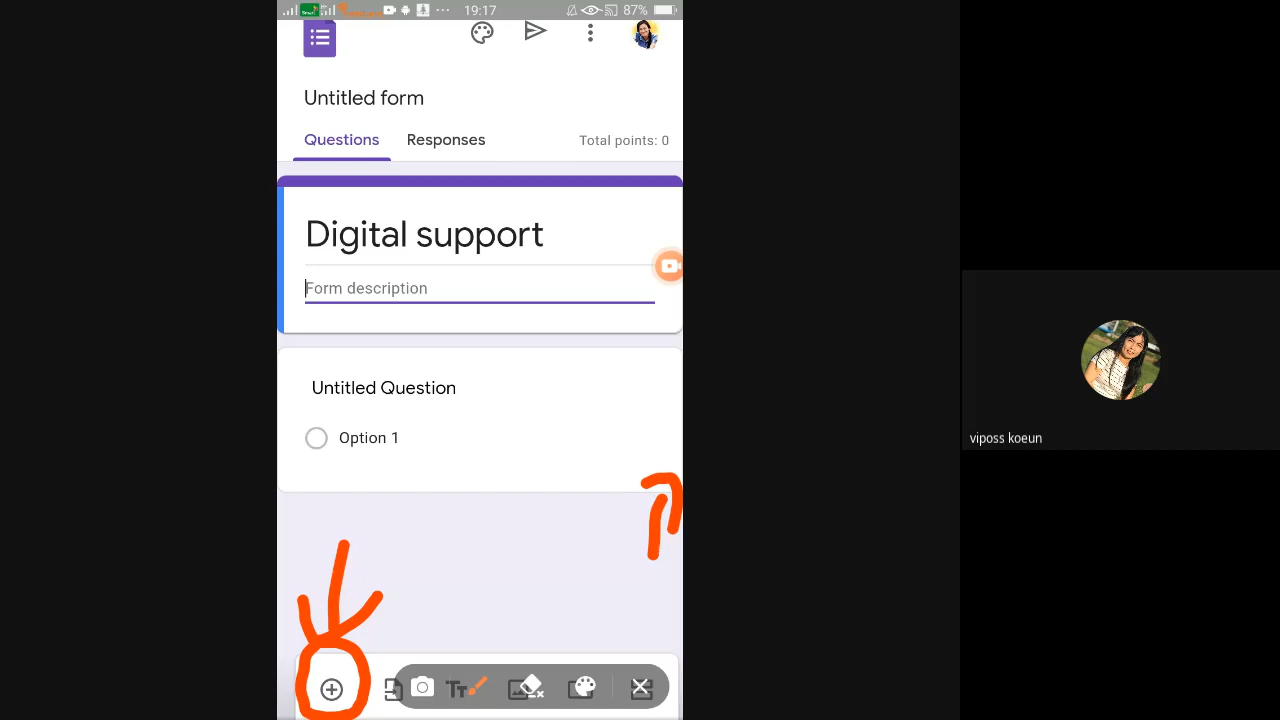 19:17
87%
Untitled form
Questions Responses Total points: 0
Digital support
Form description
Untitled Question
Option 1
Tт
viposs koeun